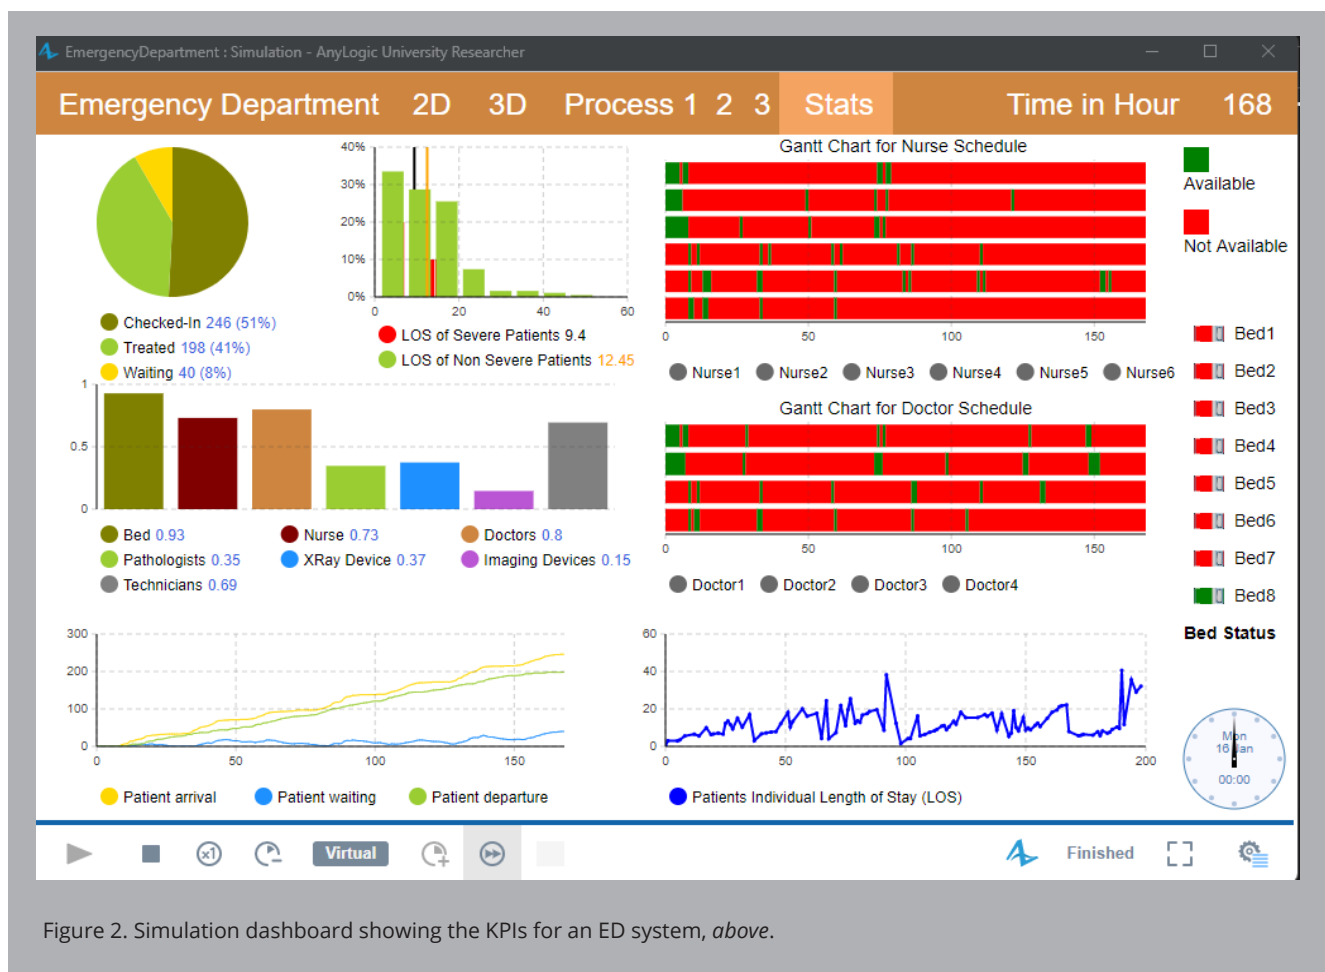 EmergencyDepartment : Simulation - AnyLogic University Researcher
Emergency Department 2D 3D Process 1 2 3 Stats Time in Hour 168
Checked-In 246 (51%)
Treated 198 (41%)
Waiting 40 (8%)
40%
30%
20%
10%
0%
0 20 40 60
LOS of Severe Patients 9.4
LOS of Non Severe Patients 12.45
Gantt Chart for Nurse Schedule
0 50 100 150
Nurse1 Nurse2 Nurse3 Nurse4 Nurse5 Nurse6
Available
Not Available
1
0.5
0
Bed 0.93 Nurse 0.73 Doctors 0.8
Pathologists 0.35 XRay Device 0.37 Imaging Devices 0.15
Technicians 0.69
Gantt Chart for Doctor Schedule
0 50 100 150
Doctor1 Doctor2 Doctor3 Doctor4
Bed1
Bed2
Bed3
Bed4
Bed5
Bed6
Bed7
Bed8
Bed Status
300
200
100
0
0 50 100 150
Patient arrival Patient waiting Patient departure
60
40
20
0
0 50 100 150 200
Patients Individual Length of Stay (LOS)
Mon
16 Jan
00:00
x1 Virtual Finished
Figure 2. Simulation dashboard showing the KPIs for an ED system, above.